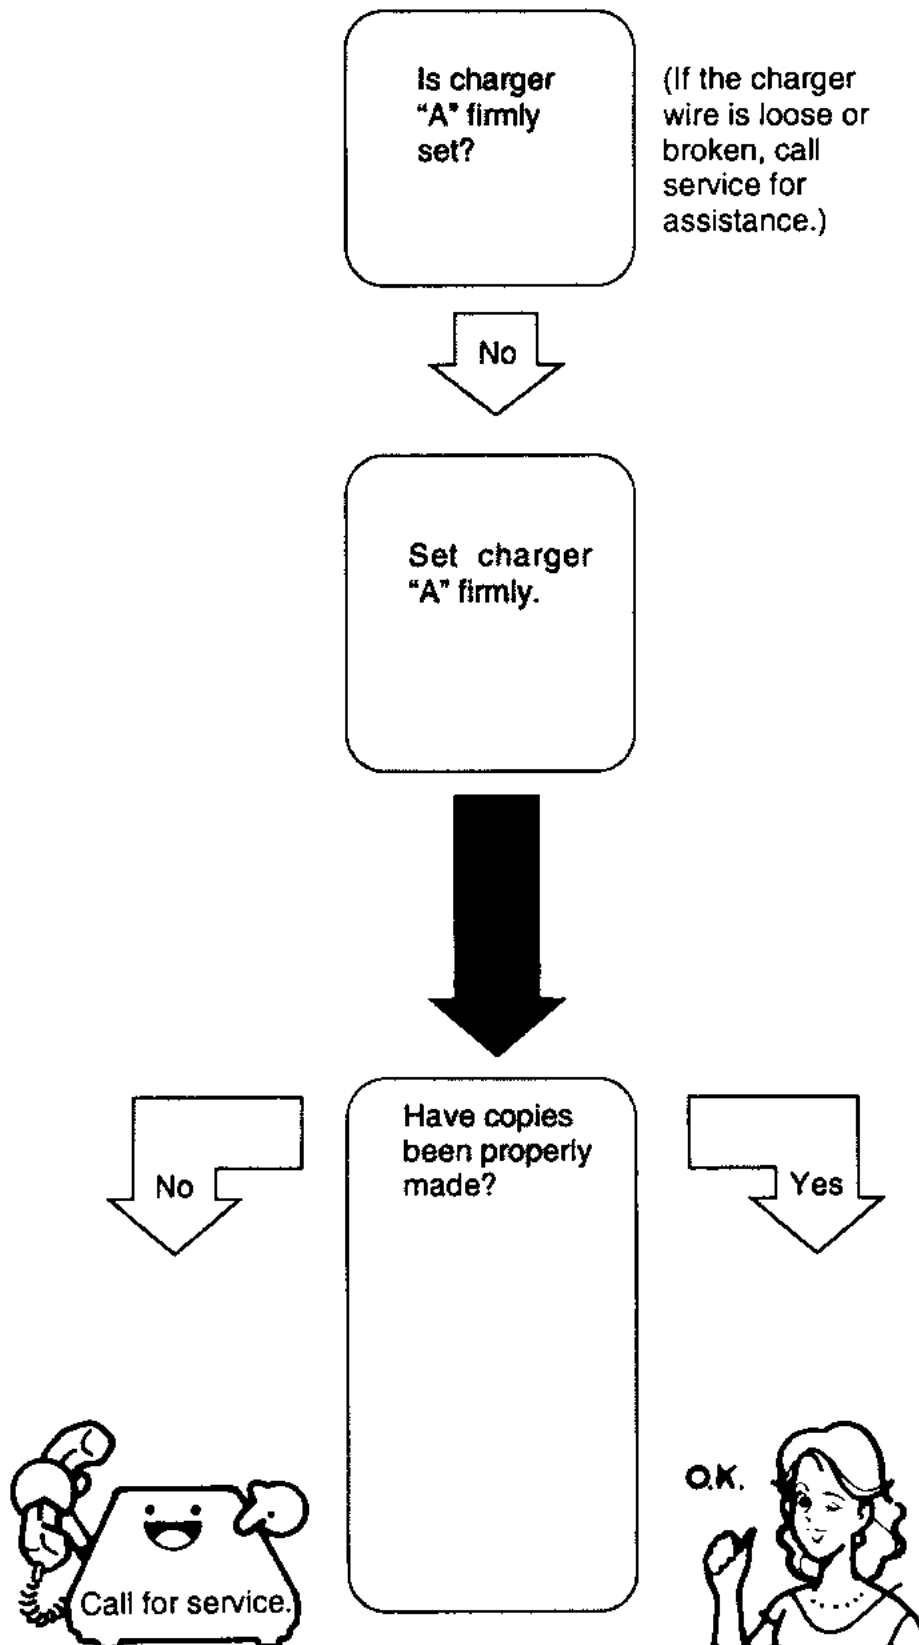 Is charger
“A” firmly
set?
(If the charger
wire is loose or
broken, call
service for
assistance.)
No
Set charger
“A” firmly.
Have copies
been properly
made?
No
Yes
O.K.
Call for service.